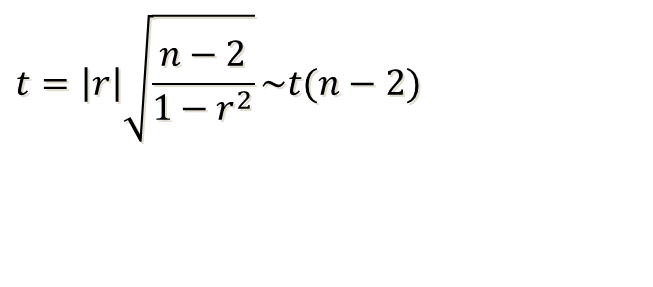 t = |r|√((n − 2)/(1 − r²)) ~t(n − 2)